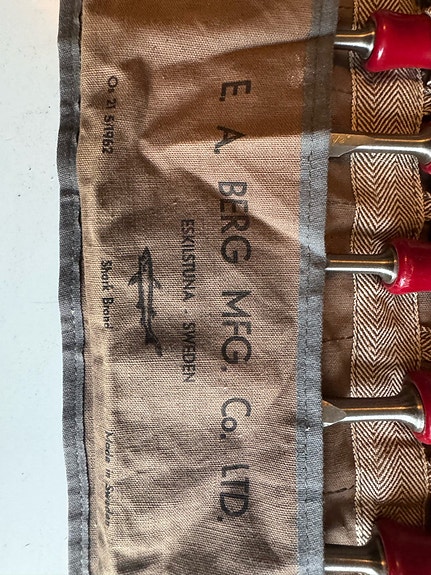 E. A. BERG MFG. Co. LTD.
ESKILSTUNA - SWEDEN
Shark Brand
Made in Sweden